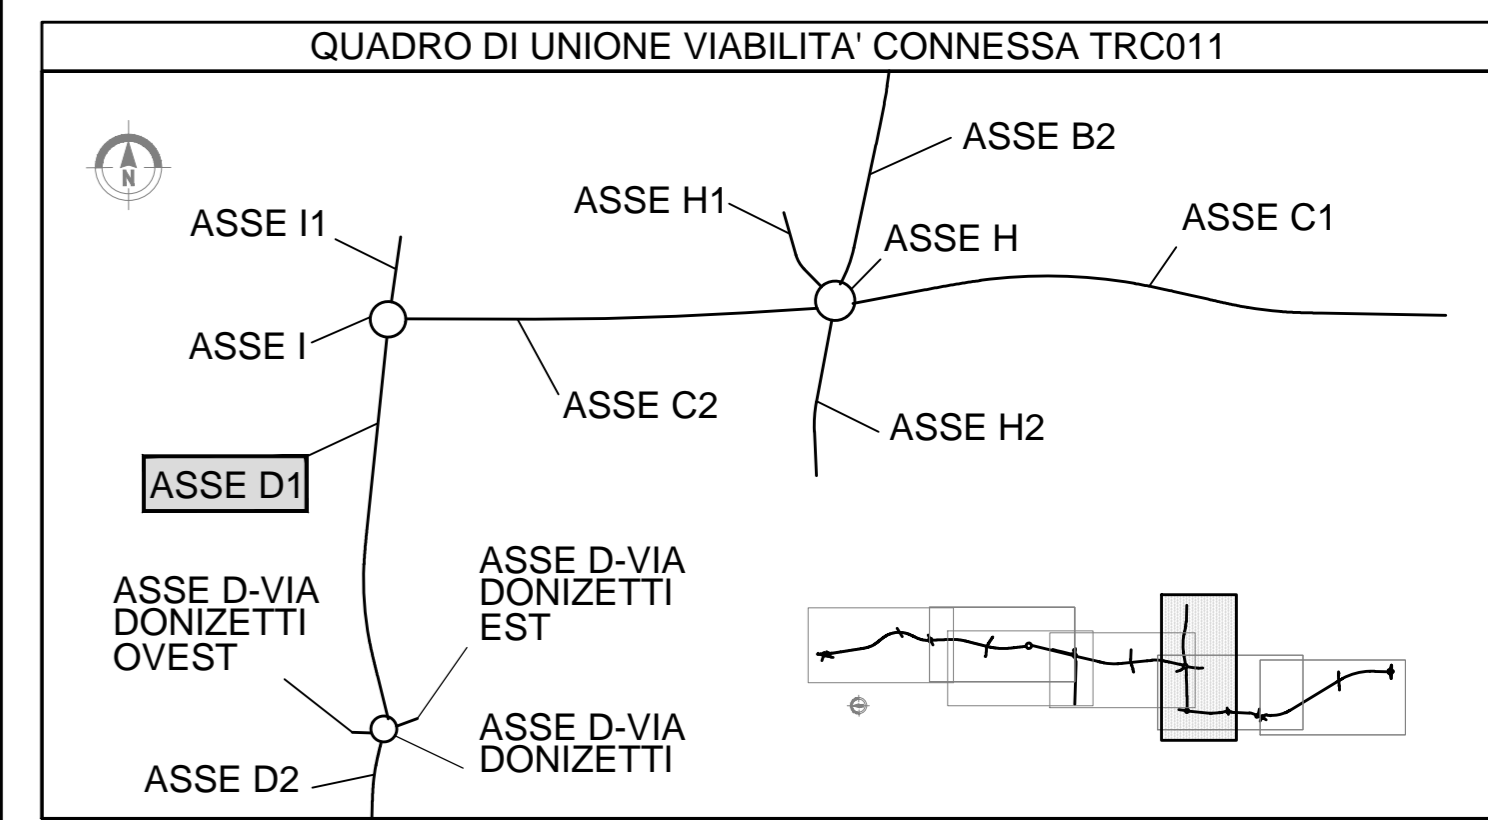 QUADRO DI UNIONE VIABILITA' CONNESSA TRC011
N
ASSE B2
ASSE H1
ASSE I1
ASSE H
ASSE C1
ASSE I
ASSE C2
ASSE H2
ASSE D1
ASSE D-VIA
DONIZETTI
OVEST
ASSE D-VIA
DONIZETTI
EST
ASSE D-VIA
DONIZETTI
ASSE D2